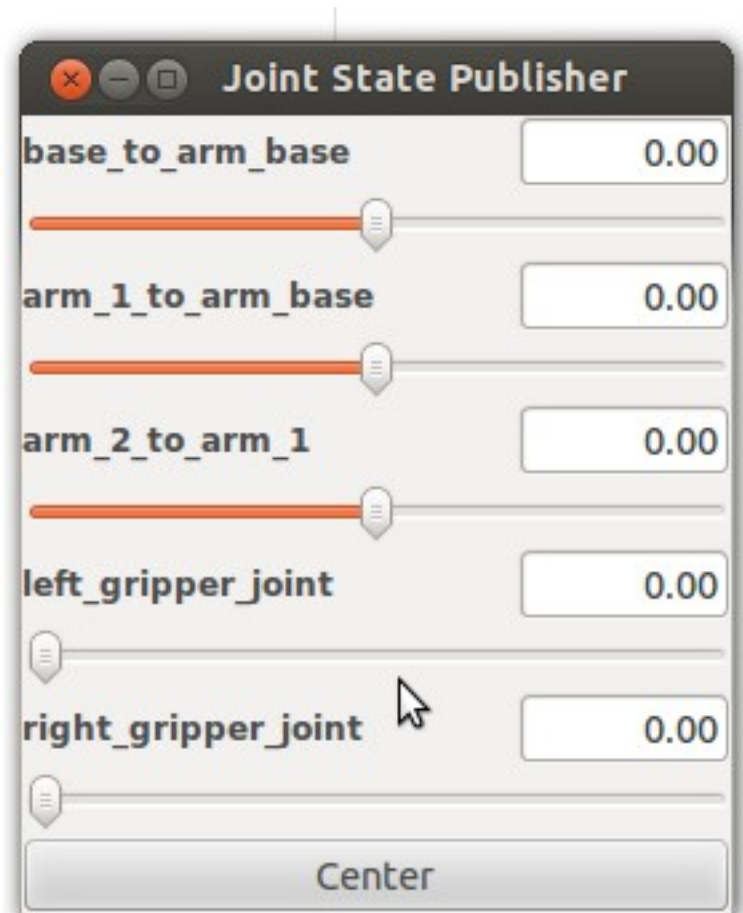 Joint State Publisher
base_to_arm_base 0.00
arm_1_to_arm_base 0.00
arm_2_to_arm_1 0.00
left_gripper_joint 0.00
right_gripper_joint 0.00
Center